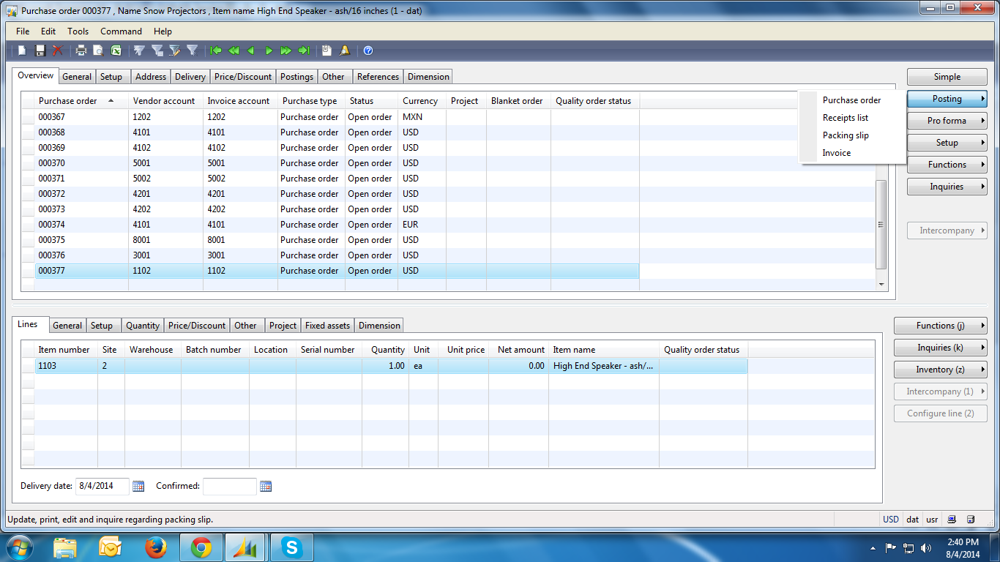 Purchase order 000377 , Name Snow Projectors , Item name High End Speaker - ash/16 inches (1 - dat)
File Edit Tools Command Help
Overview General Setup Address Delivery Price/Discount Postings Other References Dimension
Simple
Posting
Pro forma
Setup
Functions
Inquiries
Intercompany
Purchase order
Receipts list
Packing slip
Invoice
Purchase order Vendor account Invoice account Purchase type Status Currency Project Blanket order Quality order status
000367 1202 1202 Purchase order Open order MXN
000368 4101 4101 Purchase order Open order USD
000369 4102 4102 Purchase order Open order USD
000370 5001 5001 Purchase order Open order USD
000371 5002 5002 Purchase order Open order USD
000372 4201 4201 Purchase order Open order USD
000373 4202 4202 Purchase order Open order USD
000374 4101 4101 Purchase order Open order EUR
000375 8001 8001 Purchase order Open order USD
000376 3001 3001 Purchase order Open order USD
000377 1102 1102 Purchase order Open order USD
Lines General Setup Quantity Price/Discount Other Project Fixed assets Dimension
Functions (j)
Inquiries (k)
Inventory (z)
Intercompany (1)
Configure line (2)
Item number Site Warehouse Batch number Location Serial number Quantity Unit Unit price Net amount Item name Quality order status
1103 2 1.00 ea 0.00 High End Speaker - ash/...
Delivery date: 8/4/2014 Confirmed:
Update, print, edit and inquire regarding packing slip. USD dat usr
2:40 PM
8/4/2014